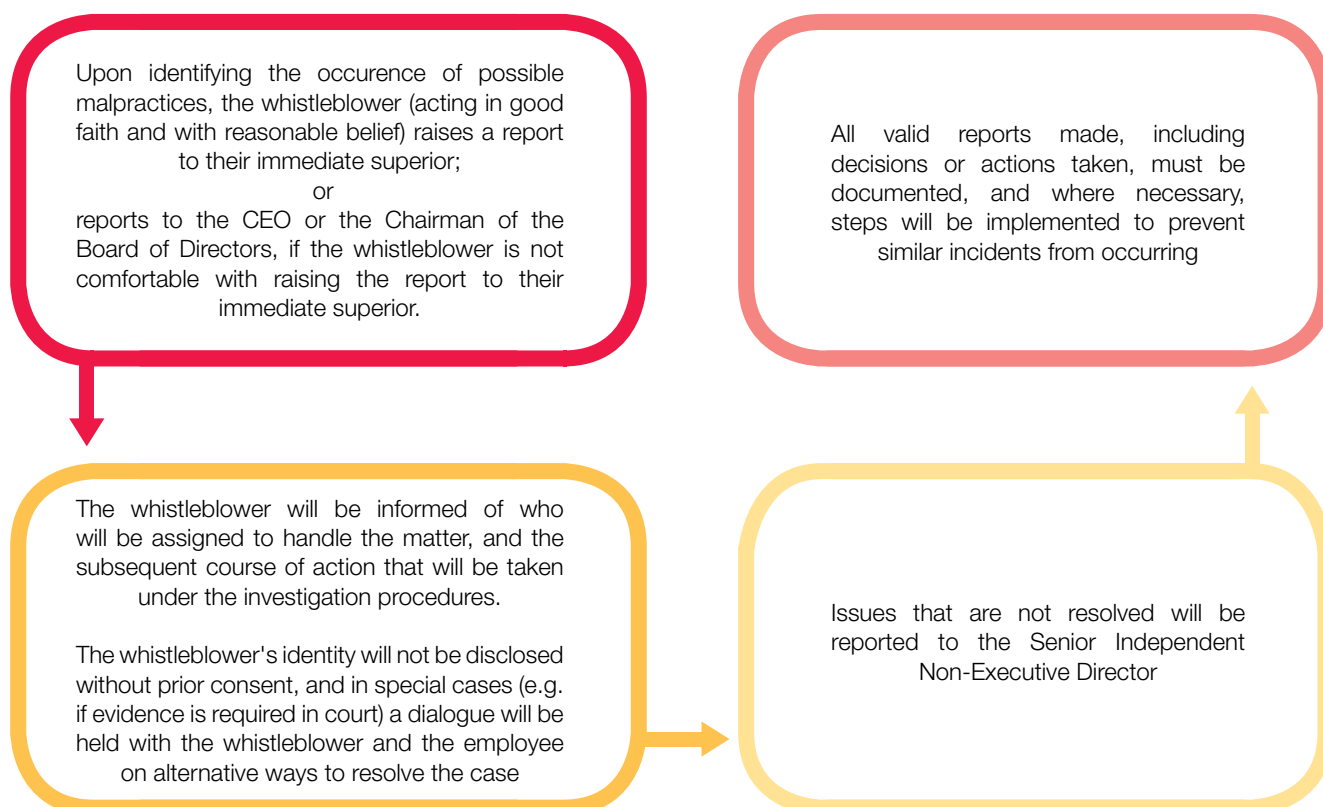 Upon identifying the occurence of possible
malpractices, the whistleblower (acting in good
faith and with reasonable belief) raises a report
to their immediate superior;
or
reports to the CEO or the Chairman of the
Board of Directors, if the whistleblower is not
comfortable with raising the report to their
immediate superior.
The whistleblower will be informed of who
will be assigned to handle the matter, and the
subsequent course of action that will be taken
under the investigation procedures.
The whistleblower's identity will not be disclosed
without prior consent, and in special cases (e.g.
if evidence is required in court) a dialogue will be
held with the whistleblower and the employee
on alternative ways to resolve the case
Issues that are not resolved will be
reported to the Senior Independent
Non-Executive Director
All valid reports made, including
decisions or actions taken, must be
documented, and where necessary,
steps will be implemented to prevent
similar incidents from occurring